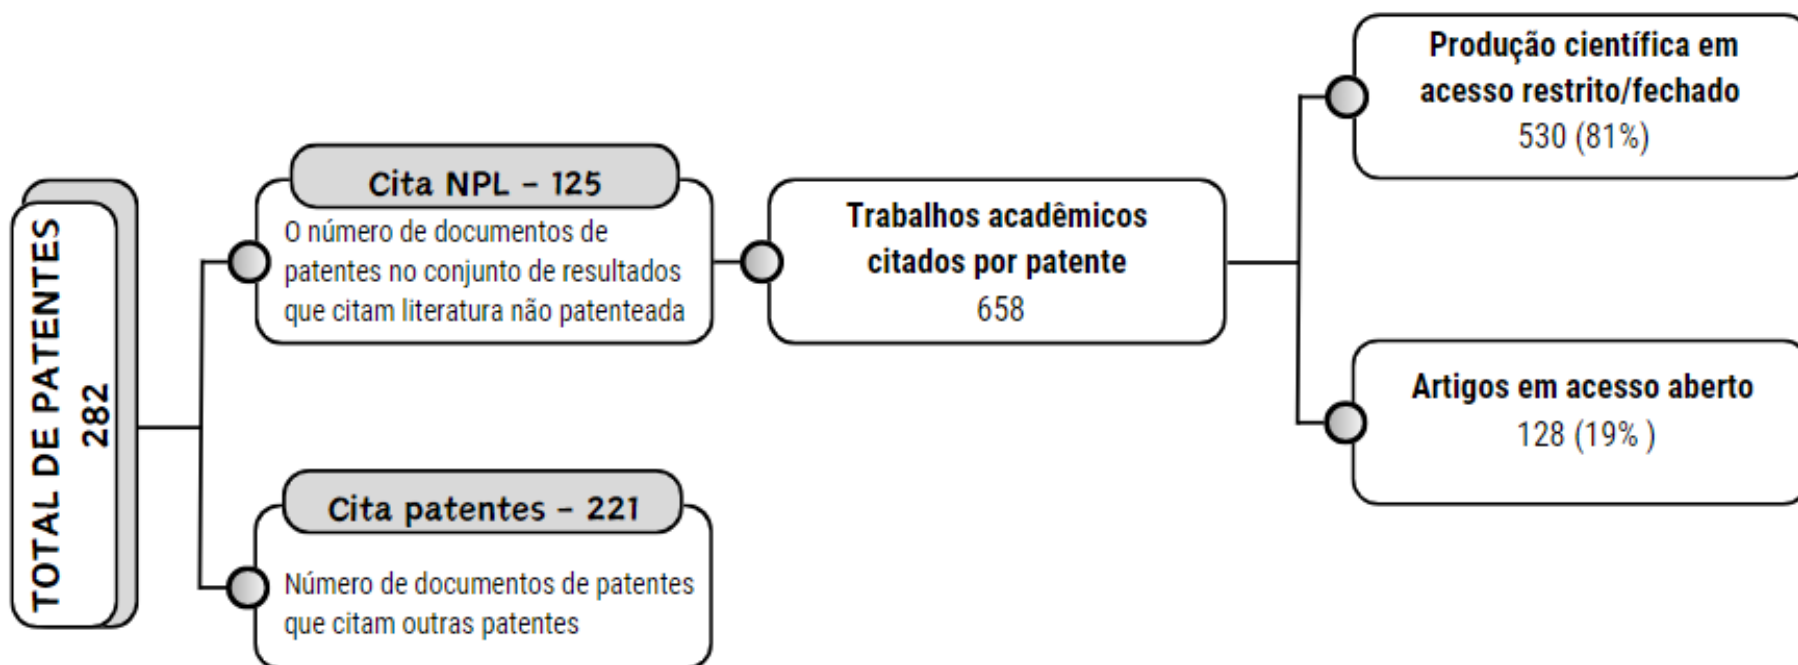 TOTAL DE PATENTES
282
Cita NPL - 125
O número de documentos de
patentes no conjunto de resultados
que citam literatura não patenteada
Cita patentes - 221
Número de documentos de patentes
que citam outras patentes
Trabalhos acadêmicos
citados por patente
658
Produção científica em
acesso restrito/fechado
530 (81%)
Artigos em acesso aberto
128 (19% )